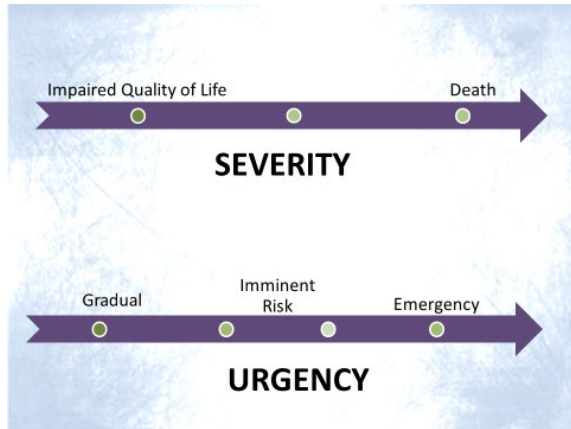 Impaired Quality of Life
Death
SEVERITY
Gradual
Imminent
Risk
Emergency
URGENCY